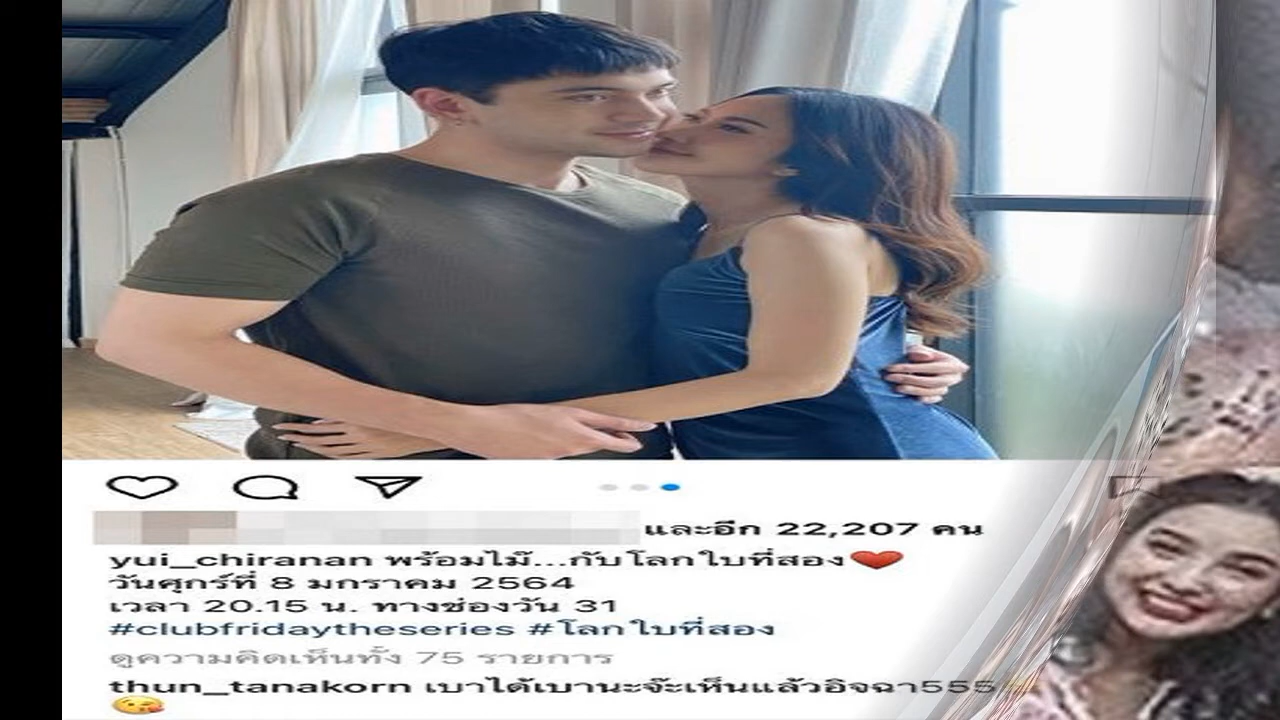 และอีก 22,207 คน
yui_chiranan พร้อมไม๊...กับโลกใบที่สอง❤️
วันศุกร์ที่ 8 มกราคม 2564
เวลา 20.15 น. ทางช่องวัน 31
#clubfridaytheseries #โลกใบที่สอง
ดูความคิดเห็นทั้ง 75 รายการ
thun_tanakorn เบาได้เบานะจ๊ะเห็นแล้วอิจฉา555
😘